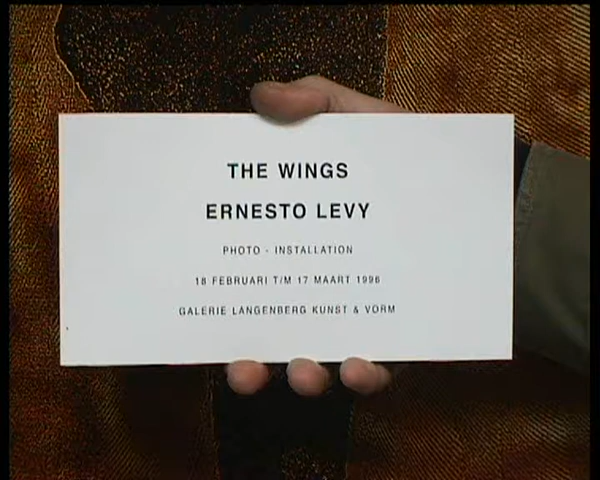 THE WINGS
ERNESTO LEVY
PHOTO - INSTALLATION
18 FEBRUARI T/M 17 MAART 1996
GALERIE LANGENBERG KUNST & VORM